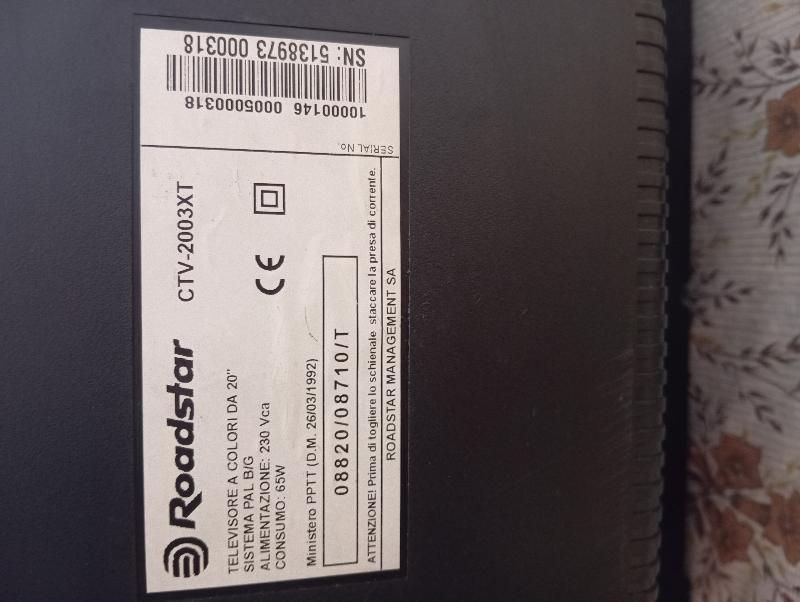 Roadstar CTV-2003XT
TELEVISORE A COLORI DA 20"
SISTEMA PAL B/G
ALIMENTAZIONE: 230 Vca
CONSUMO: 65W
CE
Ministero PPTT (D.M. 26/03/1992)
08820/08710/T
ATTENZIONE! Prima di togliere lo schienale staccare la presa di corrente.
ROADSTAR MANAGEMENT SA
SERIAL No.
10000146 0005000318
SN: 5138973 000318